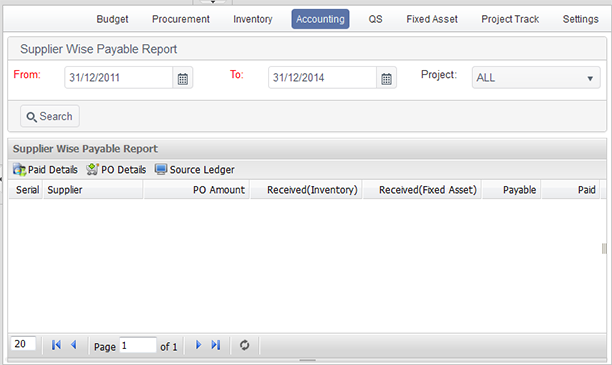 Budget Procurement Inventory Accounting QS Fixed Asset Project Track Settings
Supplier Wise Payable Report
From: 31/12/2011 To: 31/12/2014 Project: ALL
Search
Supplier Wise Payable Report
Paid Details PO Details Source Ledger
Serial Supplier PO Amount Received(Inventory) Received(Fixed Asset) Payable Paid
20 Page 1 of 1